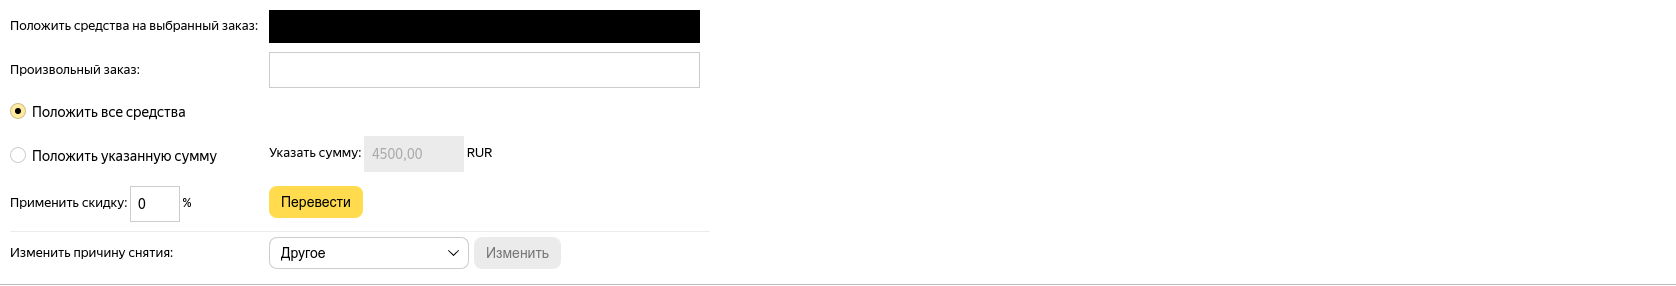 Положить средства на выбранный заказ:
Произвольный заказ:
Положить все средства
Положить указанную сумму Указать сумму: 4500,00 RUR
Применить скидку: 0 % Перевести
Изменить причину снятия: Другое Изменить